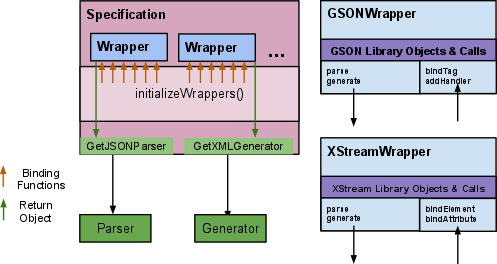 Specification
Wrapper
Wrapper
...
initializeWrappers()
GetJSONParser
GetXMLGenerator
Binding
Functions
Return
Object
Parser
Generator
GSONWrapper
GSON Library Objects & Calls
parse
generate
bindTag
addHandler
XStreamWrapper
XStream Library Objects & Calls
parse
generate
bindElement
bindAttribute